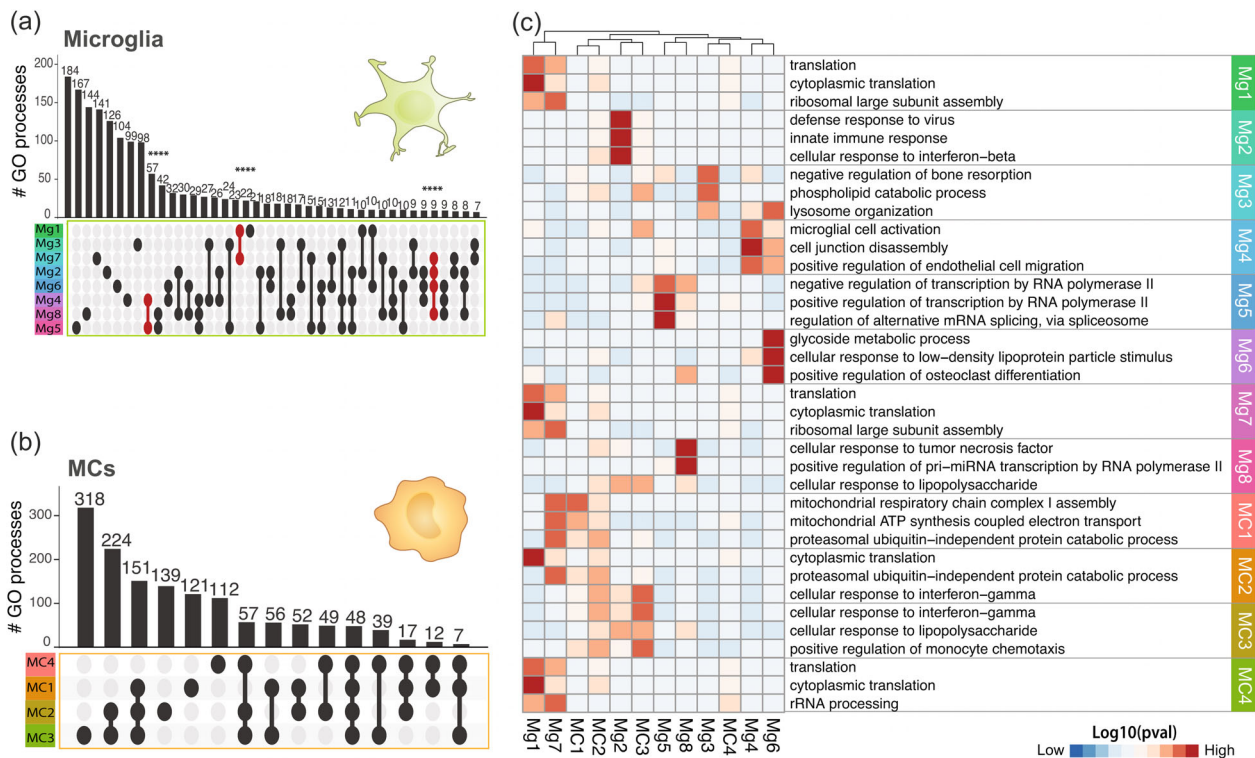 (a)
Microglia
# GO processes
200
150
100
50
0
184
167
144
141
126
104
99
98
57
****
42
32
30
29
27
26
24
23
****
22
21
18
18
18
18
17
15
15
13
12
11
10
10
10
10
10
9
9
****
9
9
8
8
7
Mg1
Mg3
Mg7
Mg2
Mg6
Mg4
Mg8
Mg5
(b)
MCs
# GO processes
300
200
100
0
318
224
151
139
121
112
57
56
52
49
48
39
17
12
7
MC4
MC1
MC2
MC3
(c)
translation
cytoplasmic translation
ribosomal large subunit assembly
Mg1
defense response to virus
innate immune response
cellular response to interferon−beta
Mg2
negative regulation of bone resorption
phospholipid catabolic process
lysosome organization
Mg3
microglial cell activation
cell junction disassembly
positive regulation of endothelial cell migration
Mg4
negative regulation of transcription by RNA polymerase II
positive regulation of transcription by RNA polymerase II
regulation of alternative mRNA splicing, via spliceosome
Mg5
glycoside metabolic process
cellular response to low−density lipoprotein particle stimulus
positive regulation of osteoclast differentiation
Mg6
translation
cytoplasmic translation
ribosomal large subunit assembly
Mg7
cellular response to tumor necrosis factor
positive regulation of pri−miRNA transcription by RNA polymerase II
cellular response to lipopolysaccharide
Mg8
mitochondrial respiratory chain complex I assembly
mitochondrial ATP synthesis coupled electron transport
proteasomal ubiquitin−independent protein catabolic process
MC1
cytoplasmic translation
proteasomal ubiquitin−independent protein catabolic process
cellular response to interferon−gamma
MC2
cellular response to interferon−gamma
cellular response to lipopolysaccharide
positive regulation of monocyte chemotaxis
MC3
translation
cytoplasmic translation
rRNA processing
MC4
Mg1
Mg7
MC1
MC2
Mg2
MC3
Mg5
Mg8
Mg3
MC4
Mg4
Mg6
Log10(pval)
Low
High